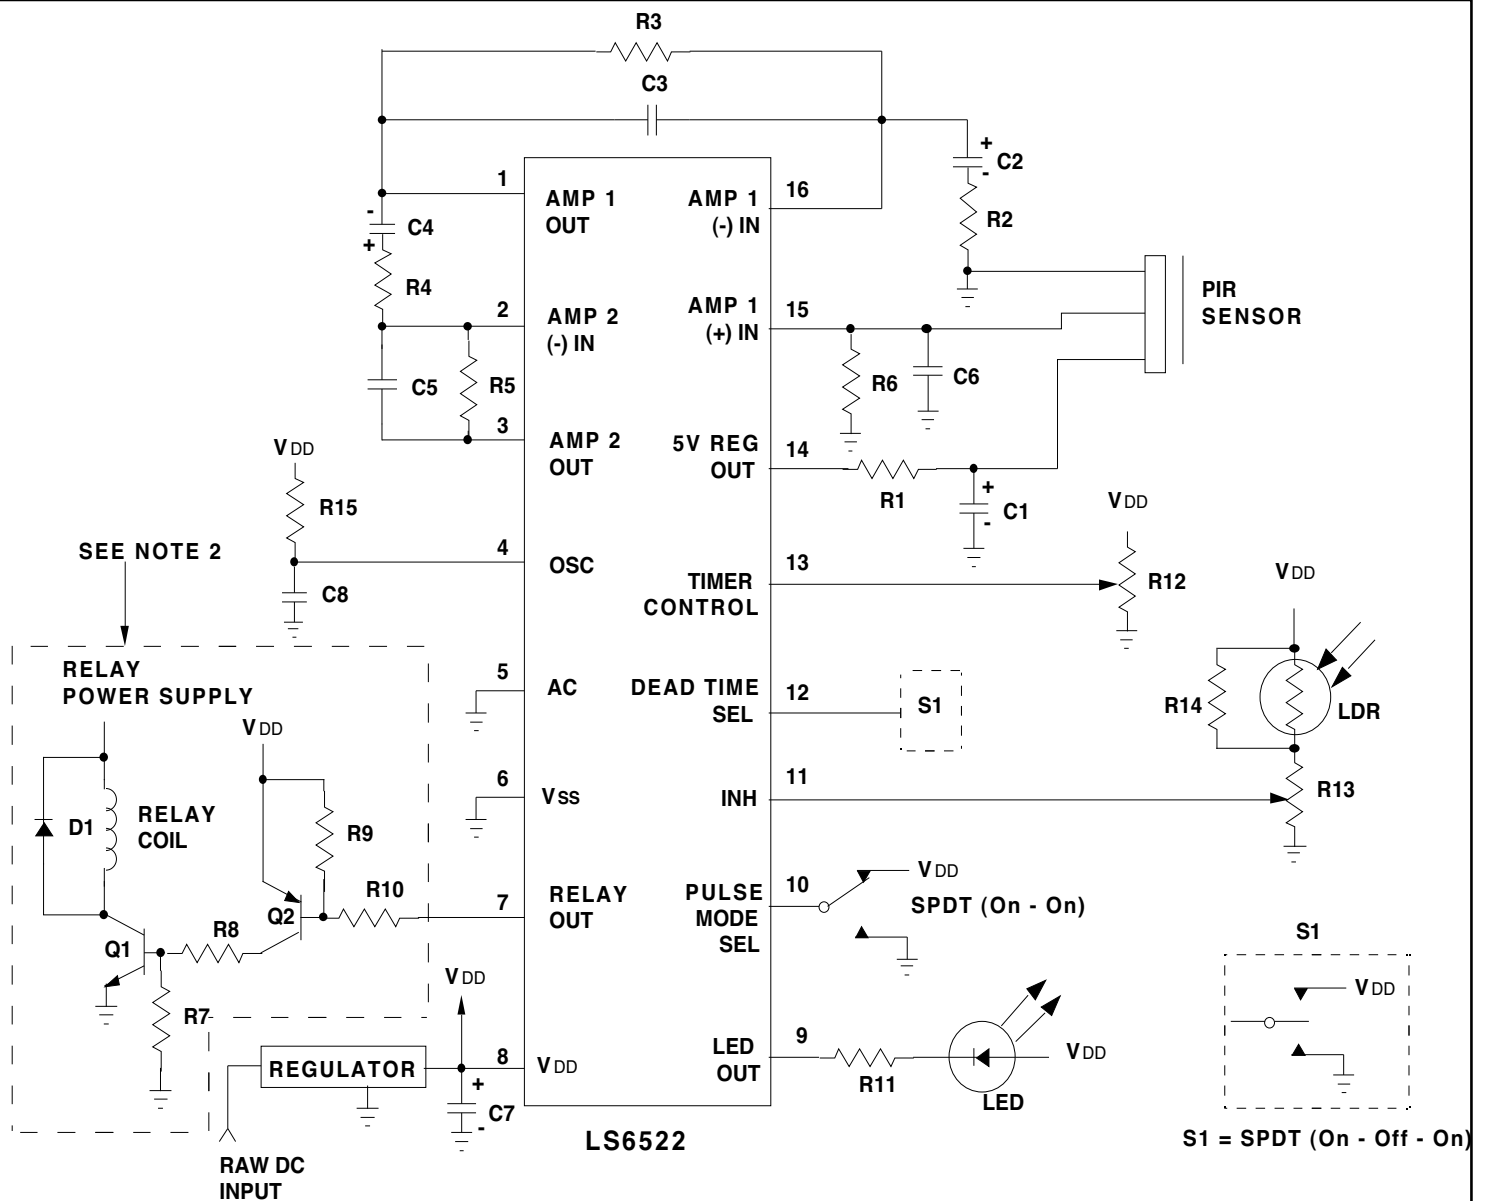 R3
C3
+
C2
-
R2
1
AMP 1
OUT
AMP 1
(-) IN
16
-
C4
+
R4
2
AMP 2
(-) IN
AMP 1
(+) IN
15
PIR
SENSOR
C5
R5
R6
C6
3
AMP 2
OUT
5V REG
OUT
14
R1
+
C1
-
VDD
R15
SEE NOTE 2
4
OSC
C8
13
TIMER
CONTROL
VDD
R12
VDD
RELAY
POWER SUPPLY
5
AC
DEAD TIME
SEL
12
S1
R14
LDR
VDD
6
VSS
11
INH
R13
D1
RELAY
COIL
R9
R10
7
RELAY
OUT
PULSE
MODE
SEL
10
VDD
SPDT (On - On)
Q2
R8
Q1
S1
VDD
R7
VDD
REGULATOR
8
VDD
+
C7
-
LED
OUT
9
R11
LED
VDD
LS6522
S1 = SPDT (On - Off - On)
RAW DC
INPUT